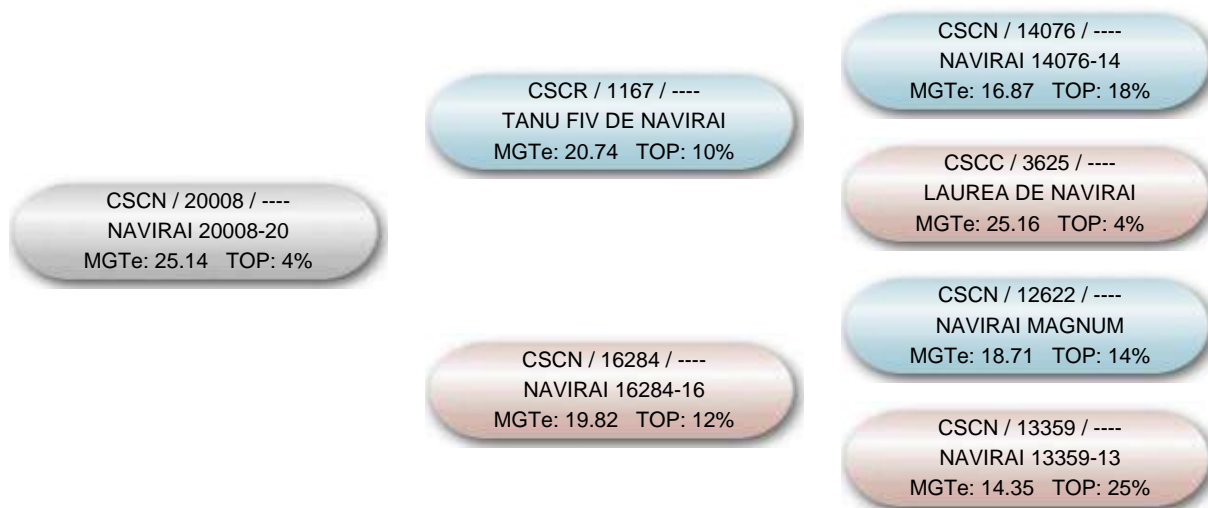 CSCN / 20008 / ----
NAVIRAI 20008-20
MGTe: 25.14 TOP: 4%
CSCR / 1167 / ----
TANU FIV DE NAVIRAI
MGTe: 20.74 TOP: 10%
CSCN / 16284 / ----
NAVIRAI 16284-16
MGTe: 19.82 TOP: 12%
CSCN / 14076 / ----
NAVIRAI 14076-14
MGTe: 16.87 TOP: 18%
CSCC / 3625 / ----
LAUREA DE NAVIRAI
MGTe: 25.16 TOP: 4%
CSCN / 12622 / ----
NAVIRAI MAGNUM
MGTe: 18.71 TOP: 14%
CSCN / 13359 / ----
NAVIRAI 13359-13
MGTe: 14.35 TOP: 25%